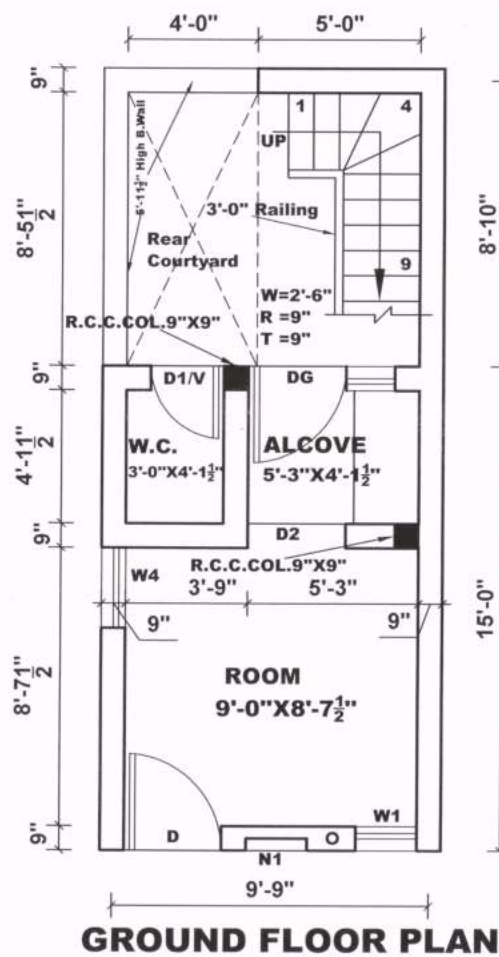 4'-0" 5'-0"
9"
1 4
UP
5'-11½" High B.Wall
8'-5½"
3'-0" Railing
8'-10"
Rear
Courtyard
9
W=2'-6"
R =9"
T =9"
R.C.C.COL.9"X9"
9" D1/V DG
W.C. ALCOVE
4'-11½"
3'-0"X4'-1½" 5'-3"X4'-1½"
9" D2
R.C.C.COL.9"X9"
W4 3'-9" 5'-3"
9" 9"
15'-0"
8'-7½"
ROOM
9'-0"X8'-7½"
W1
9" D
N1
9'-9"
GROUND FLOOR PLAN